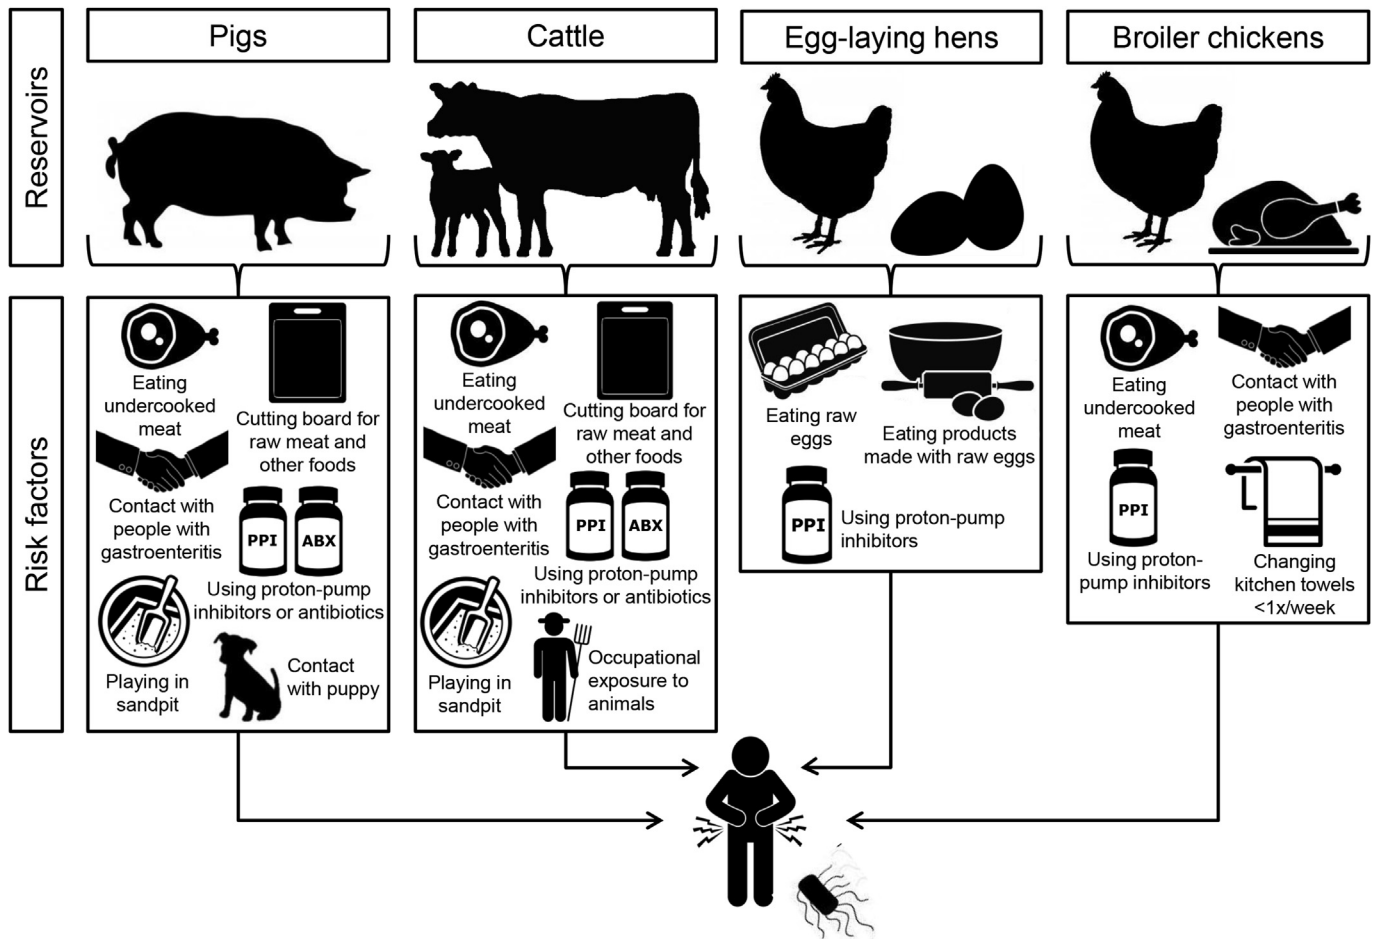 Reservoirs
Pigs
Cattle
Egg-laying hens
Broiler chickens
Risk factors
Eating
undercooked
meat
Cutting board for
raw meat and
other foods
Contact with
people with
gastroenteritis
PPI
ABX
Using proton-pump
inhibitors or antibiotics
Playing in
sandpit
Contact
with puppy
Eating
undercooked
meat
Cutting board for
raw meat and
other foods
Contact with
people with
gastroenteritis
PPI
ABX
Using proton-pump
inhibitors or antibiotics
Playing in
sandpit
Occupational
exposure to
animals
Eating raw
eggs
Eating products
made with raw eggs
PPI
Using proton-pump
inhibitors
Eating
undercooked
meat
Contact with
people with
gastroenteritis
PPI
Using proton-
pump inhibitors
Changing
kitchen towels
<1x/week